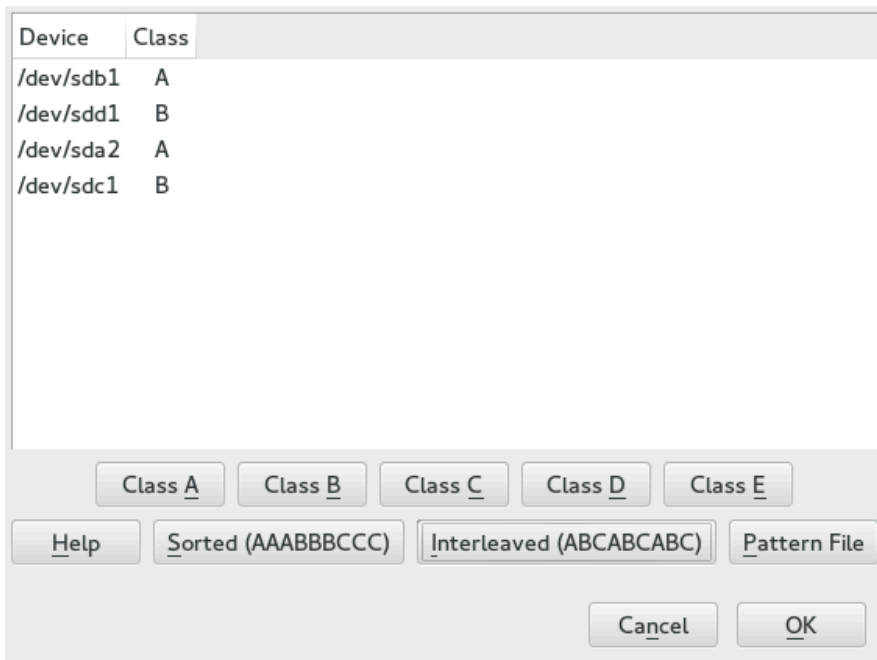 Device Class
/dev/sdb1 A
/dev/sdd1 B
/dev/sda2 A
/dev/sdc1 B
Class A Class B Class C Class D Class E
Help Sorted (AAABBBCCC) Interleaved (ABCABCABC) Pattern File
Cancel OK